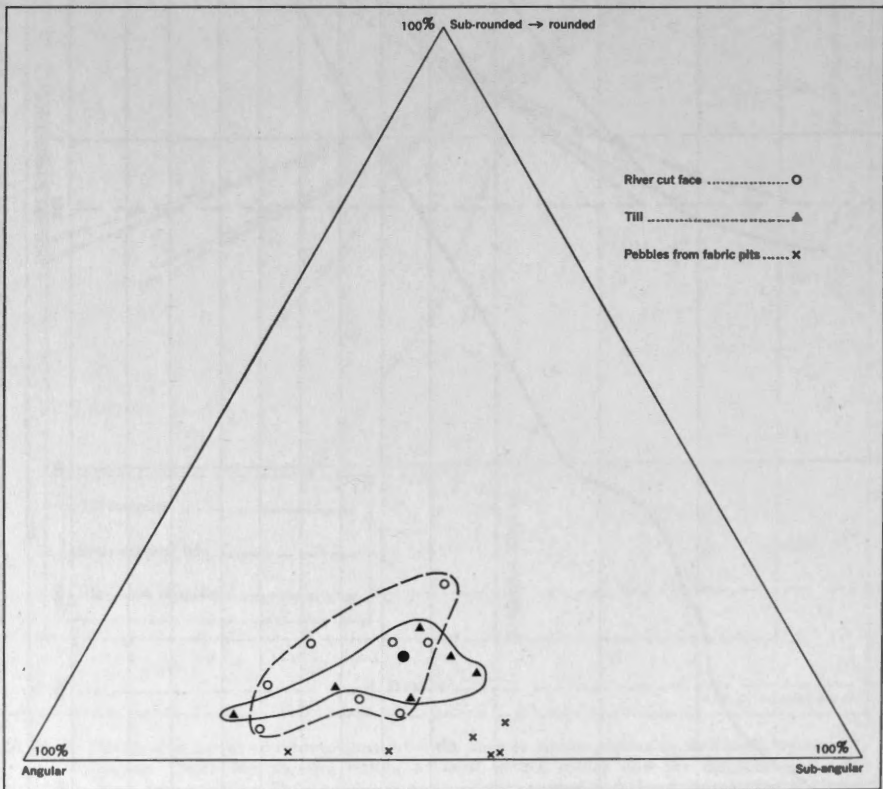 100% Sub-rounded → rounded
River cut face ...................... o
Till ....................................... ▲
Pebbles from fabric pits ...... x
100% 100%
Angular Sub-angular